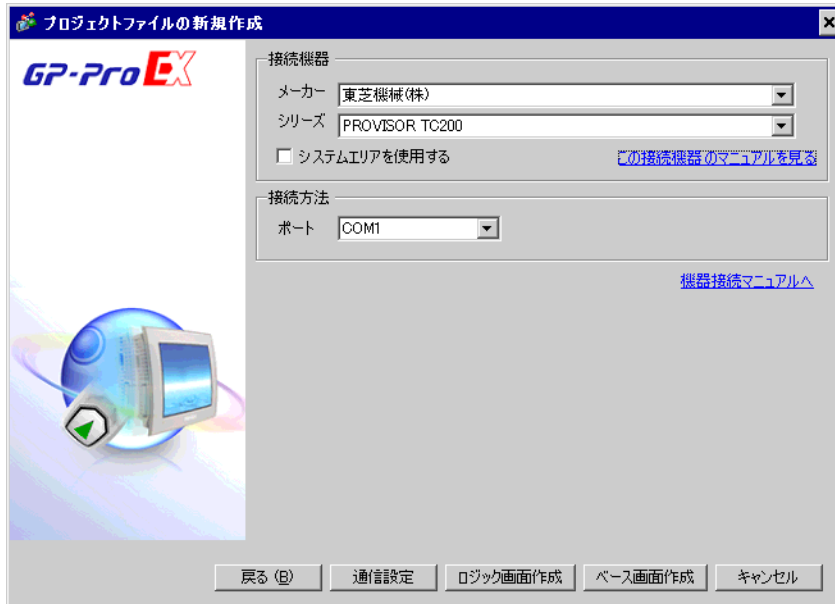 プロジェクトファイルの新規作成
GP-Pro EX
接続機器
メーカー 東芝機械(株)
シリーズ PROVISOR TC200
システムエリアを使用する この接続機器のマニュアルを見る
接続方法
ポート COM1
機器接続マニュアルへ
戻る (B) 通信設定 ロジック画面作成 ベース画面作成 キャンセル